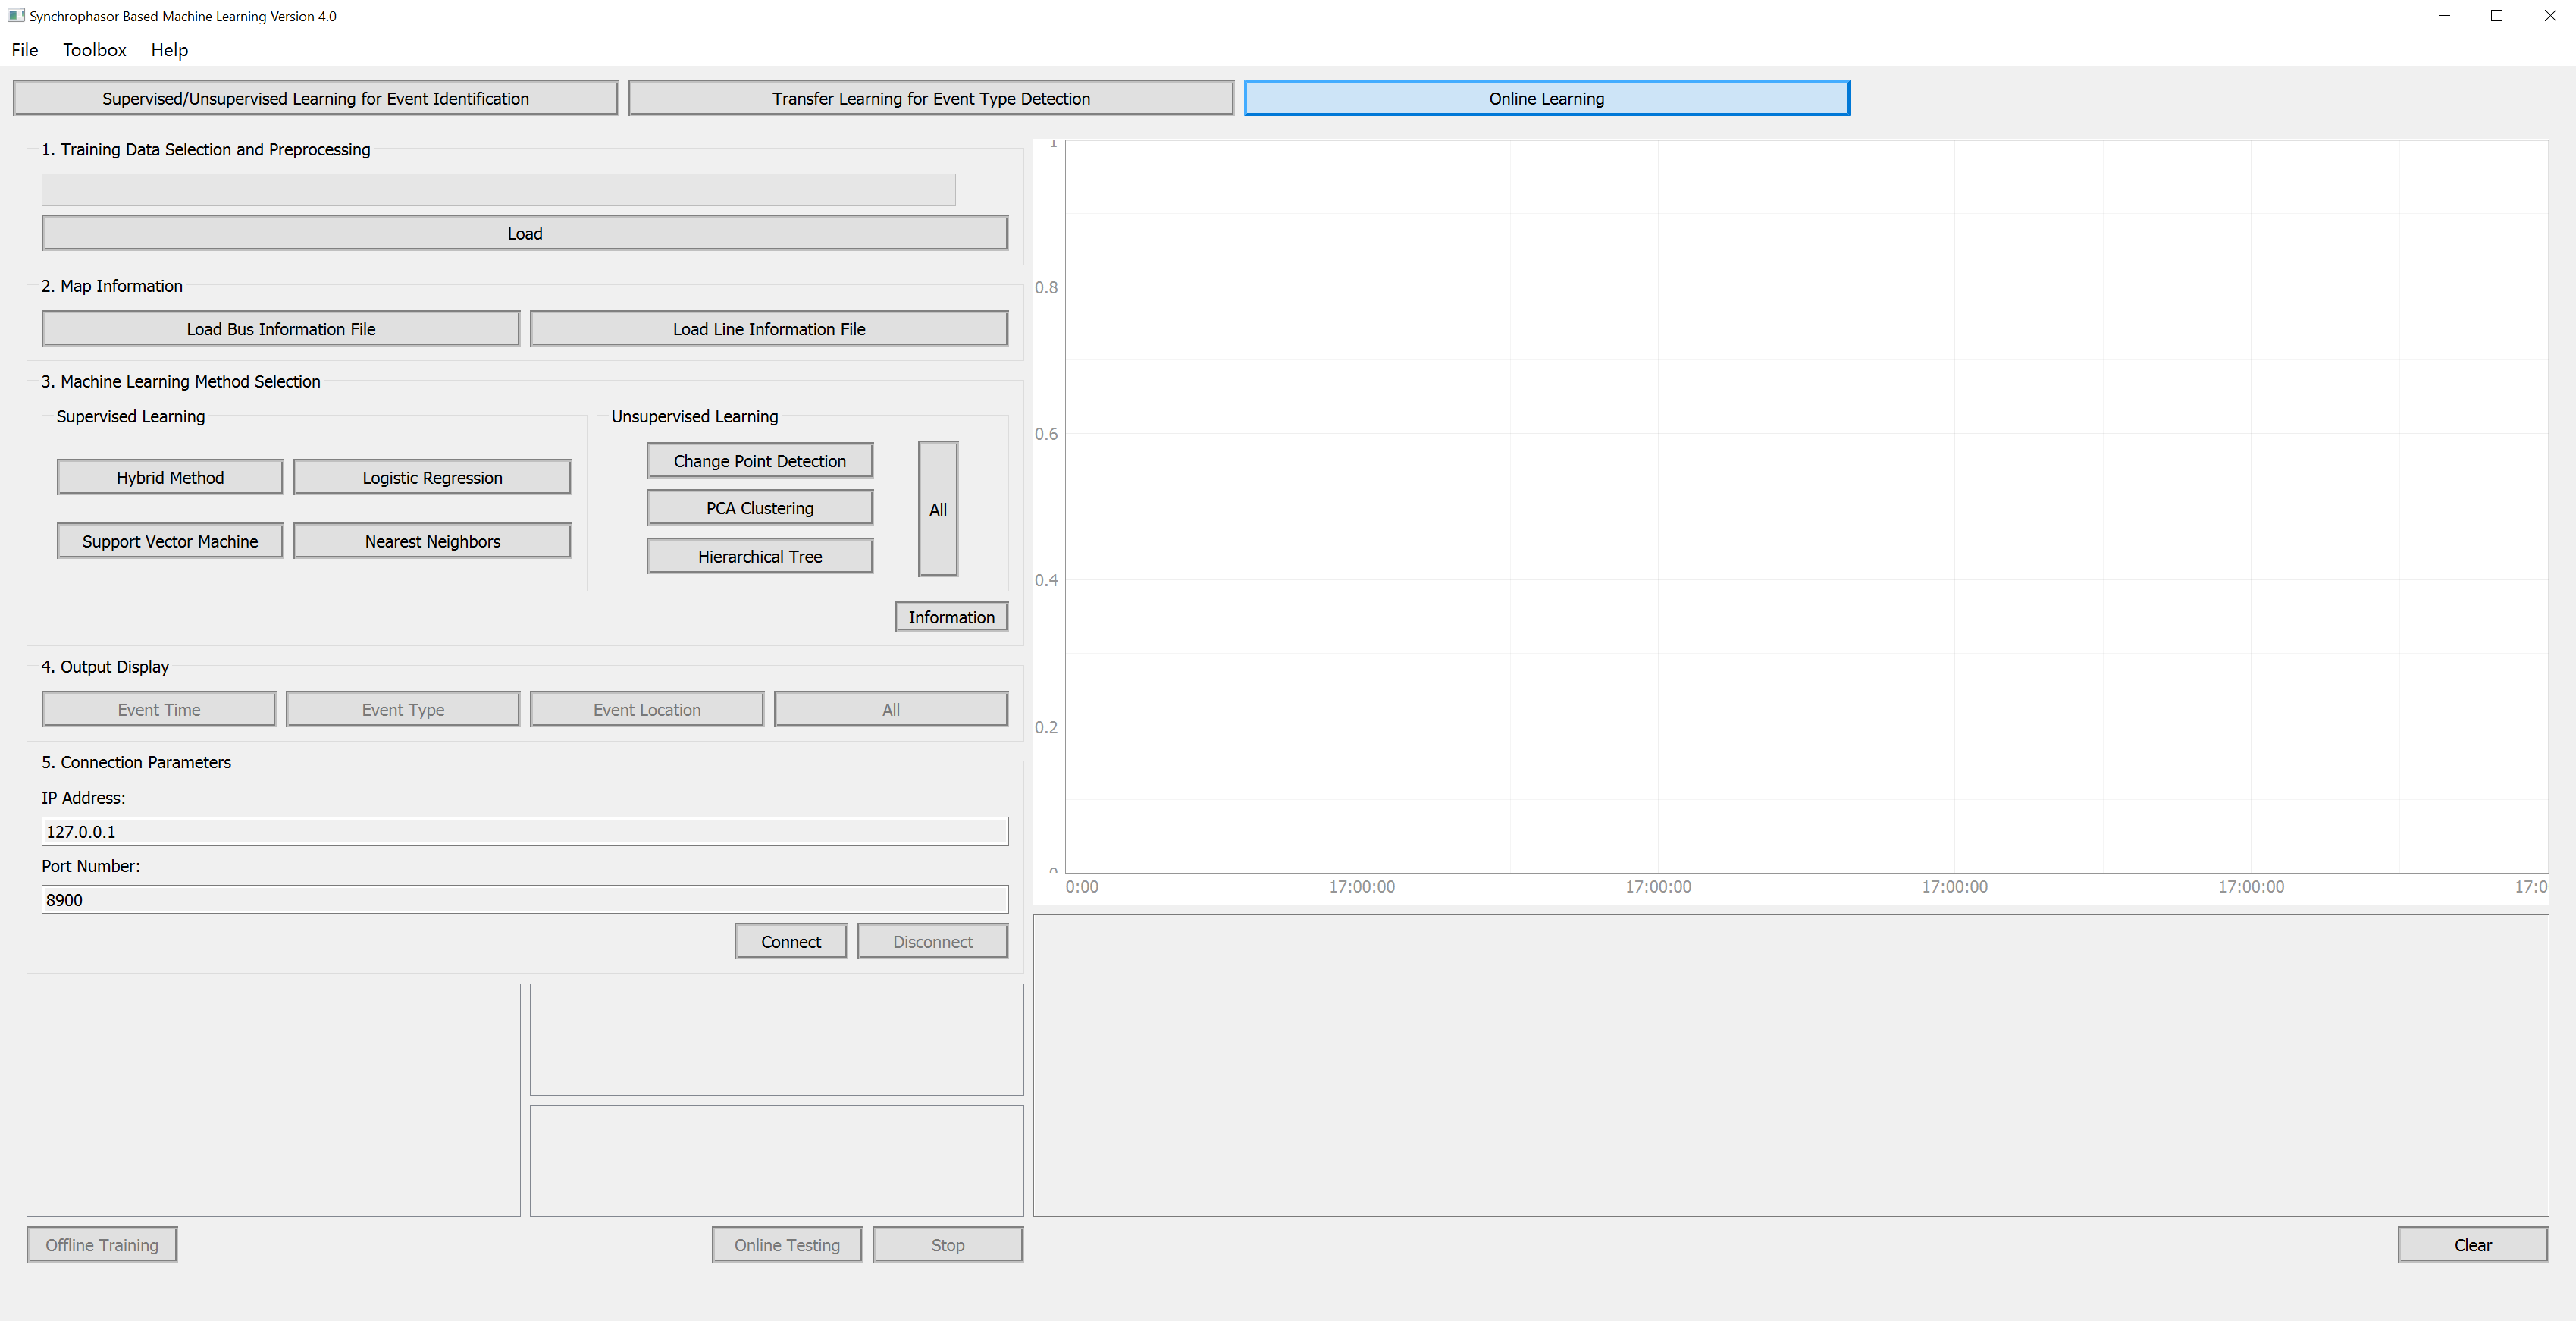 Synchrophasor Based Machine Learning Version 4.0
File Toolbox Help
Supervised/Unsupervised Learning for Event Identification
Transfer Learning for Event Type Detection
Online Learning
1. Training Data Selection and Preprocessing
Load
2. Map Information
Load Bus Information File
Load Line Information File
3. Machine Learning Method Selection
Supervised Learning
Hybrid Method
Logistic Regression
Support Vector Machine
Nearest Neighbors
Unsupervised Learning
Change Point Detection
PCA Clustering
Hierarchical Tree
All
Information
4. Output Display
Event Time
Event Type
Event Location
All
5. Connection Parameters
IP Address:
127.0.0.1
Port Number:
8900
Connect
Disconnect
Offline Training
Online Testing
Stop
1
0.8
0.6
0.4
0.2
0
0:00 17:00:00 17:00:00 17:00:00 17:00:00 17:0
Clear